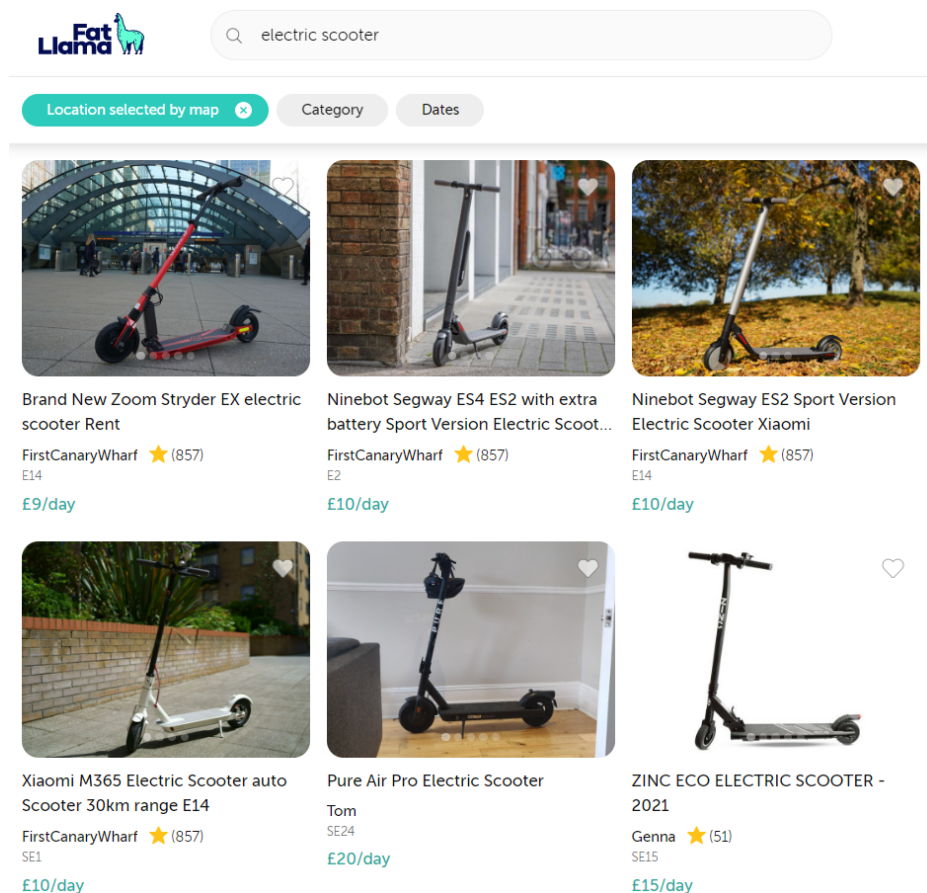 Fat
Llama
electric scooter
Location selected by map
Category
Dates
Brand New Zoom Stryder EX electric
scooter Rent
FirstCanaryWharf (857)
E14
£9/day
Ninebot Segway ES4 ES2 with extra
battery Sport Version Electric Scoot...
FirstCanaryWharf (857)
E2
£10/day
Ninebot Segway ES2 Sport Version
Electric Scooter Xiaomi
FirstCanaryWharf (857)
E14
£10/day
Xiaomi M365 Electric Scooter auto
Scooter 30km range E14
FirstCanaryWharf (857)
SE1
£10/day
PURE
Pure Air Pro Electric Scooter
Tom
SE24
£20/day
ZINC
ZINC ECO ELECTRIC SCOOTER -
2021
Genna (51)
SE15
£15/day